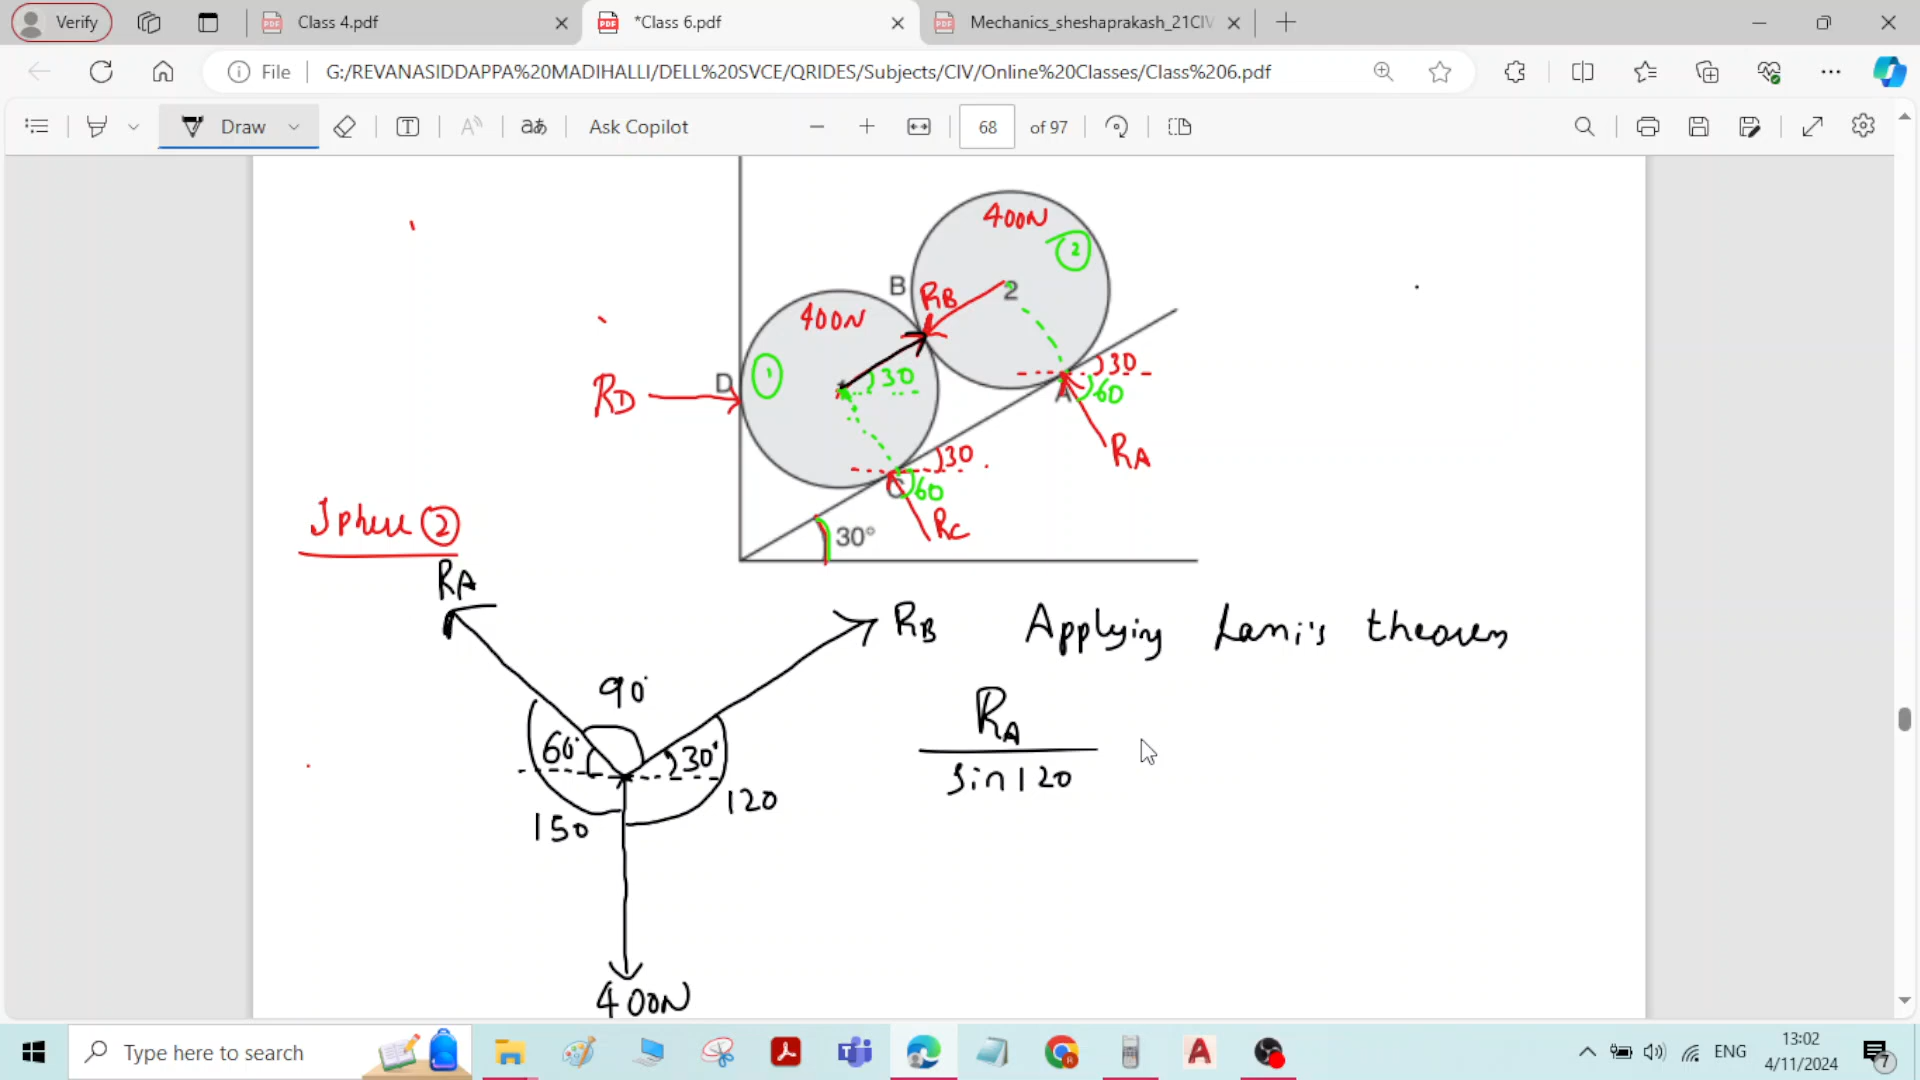 Verify
Class 4.pdf
*Class 6.pdf
Mechanics_sheshaprakash_21CIV
File
G:/REVANASIDDAPPA%20MADIHALLI/DELL%20SVCE/QRIDES/Subjects/CIV/Online%20Classes/Class%206.pdf
Draw
Ask Copilot
68
of 97
400N
2
B
RB
2
400N
1
30
D
RD
30
A
60
RA
30
C
60
RC
30°
Sphere 2
RA
RB
Applying Lami's theorem
90°
RA
60°
30°
sin120
120
150
400N
Type here to search
ENG
13:02
4/11/2024
7